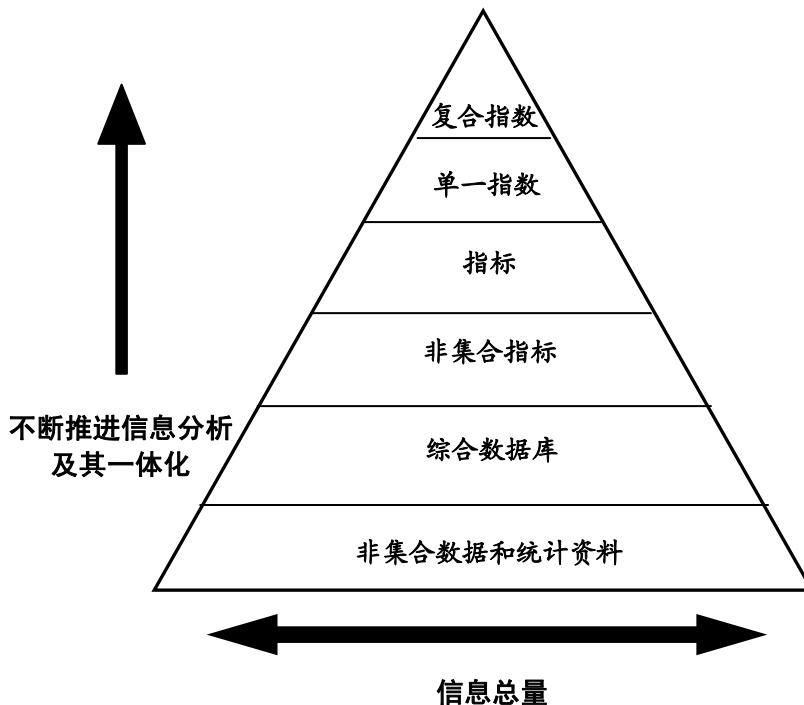 复合指数
单一指数
指标
非集合指标
不断推进信息分析
及其一体化
综合数据库
非集合数据和统计资料
信息总量